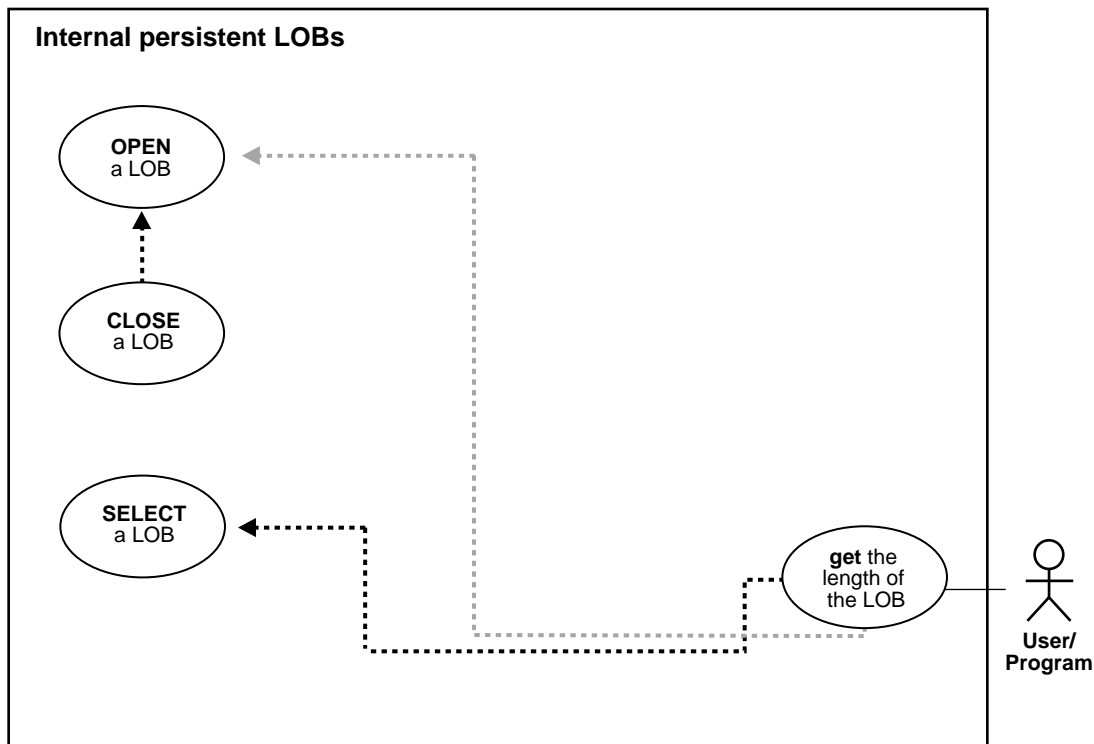 Internal persistent LOBs
OPEN
a LOB
CLOSE
a LOB
SELECT
a LOB
get the
length of
the LOB
User/
Program